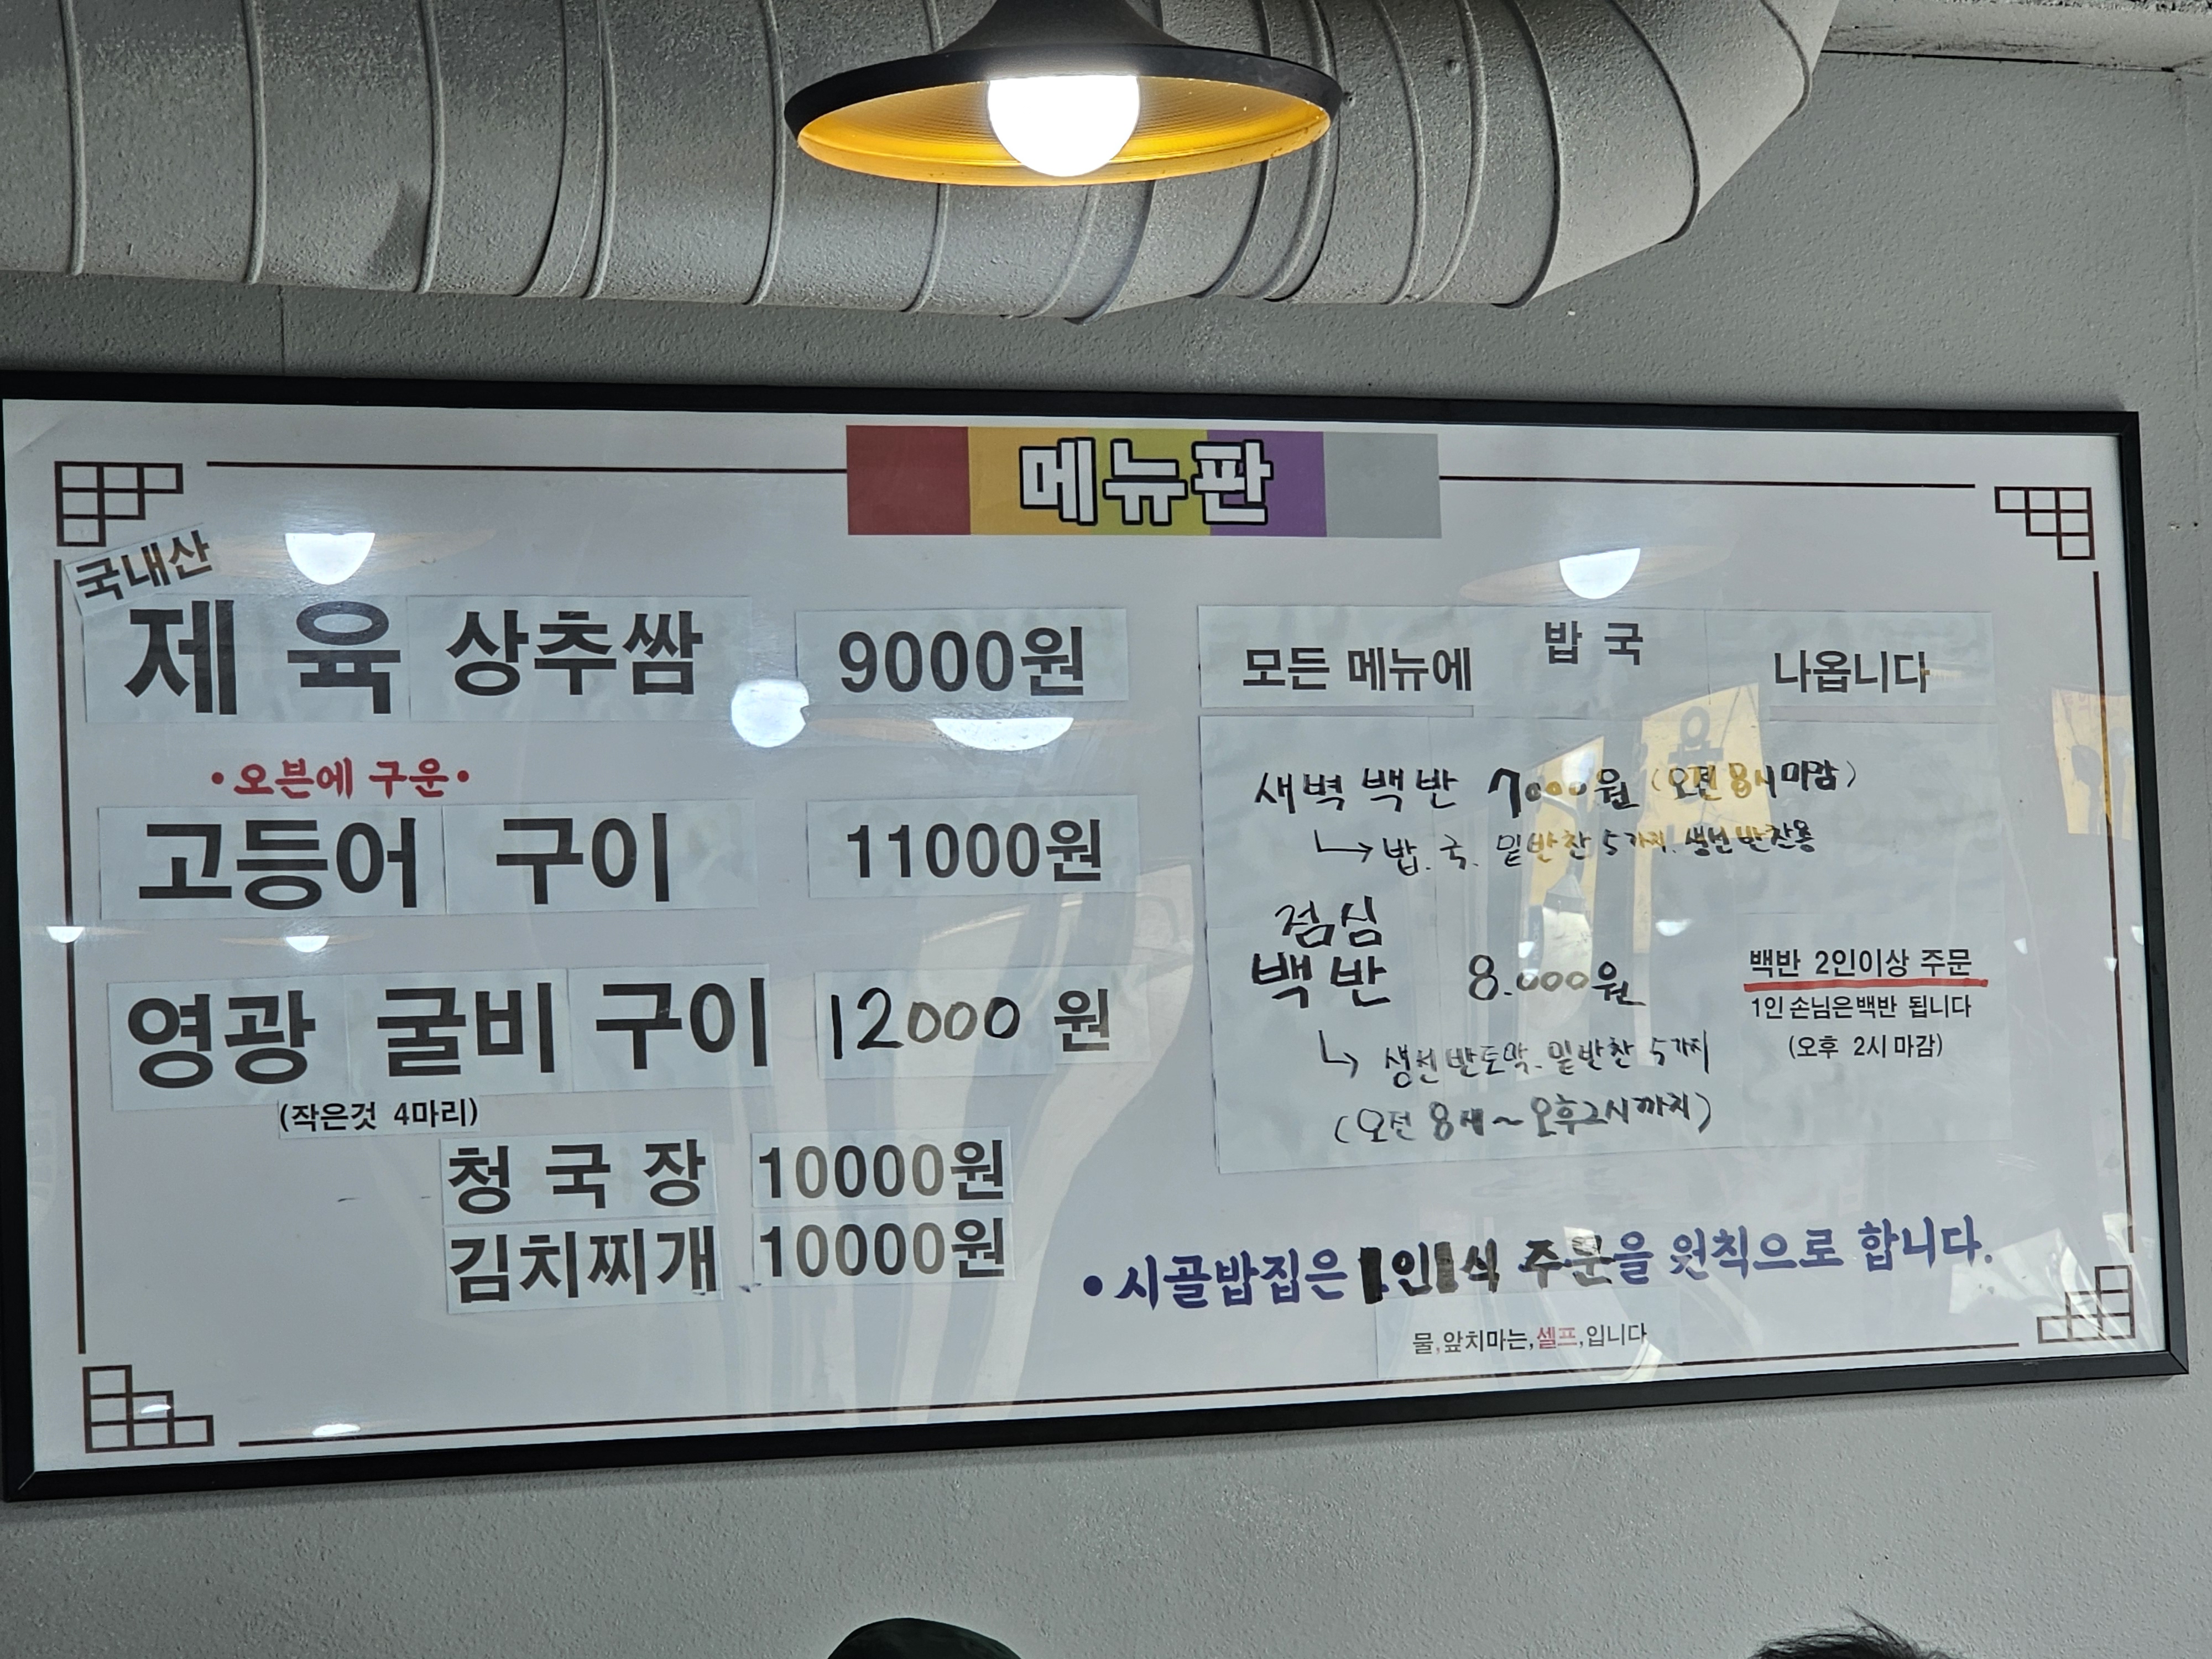 메뉴판
국내산
제육 상추쌈 9000원
•오븐에 구운•
고등어 구이 11000원
영광 굴비 구이 12000 원
(작은것 4마리)
청국장 10000원
김치찌개 10000원
모든 메뉴에 밥 국 나옵니다
새벽 백반 7000원 (오전 8시 마감)
밥. 국. 밑반찬 5가지. 생선 반찬용
점심
백반 8.000원
생선 반토막. 밑반찬 5가지
(오전 8시~오후2시까지)
백반 2인이상 주문
1인 손님은백반 됩니다
(오후 2시 마감)
•시골밥집은 1인1식 주문을 원칙으로 합니다.
물,앞치마는,셀프,입니다